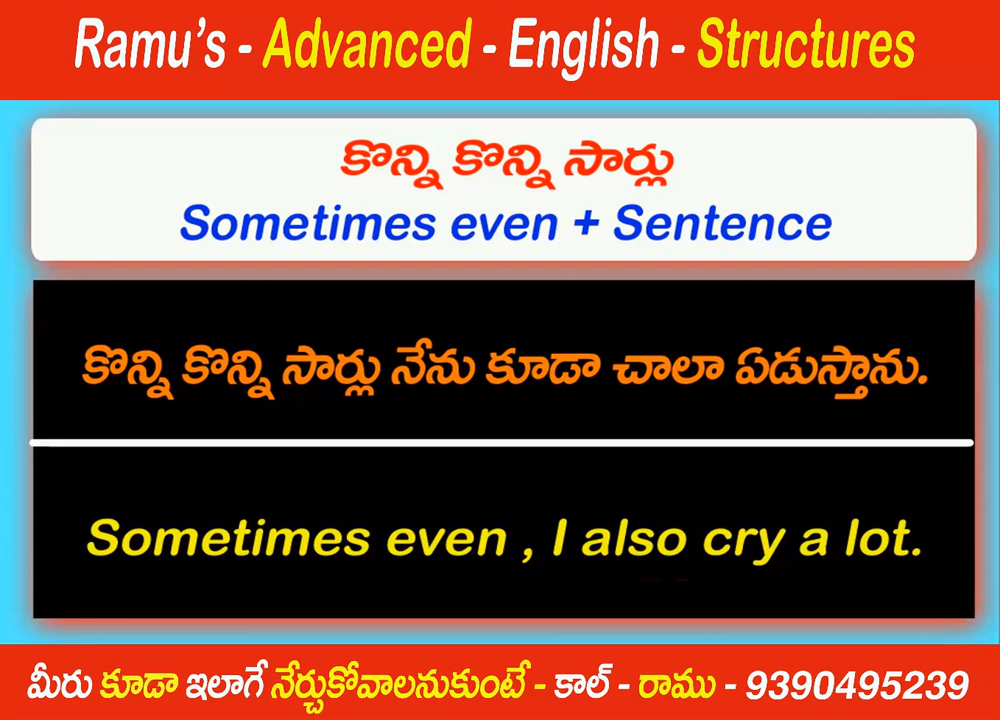 Ramu's - Advanced - English - Structures
కొన్ని కొన్ని సార్లు
Sometimes even + Sentence
కొన్ని కొన్ని సార్లు నేను కూడా చాలా ఏడుస్తాను.
Sometimes even , I also cry a lot.
మీరు కూడా ఇలాగే నేర్చుకోవాలనుకుంటే - కాల్ - రాము - 9390495239